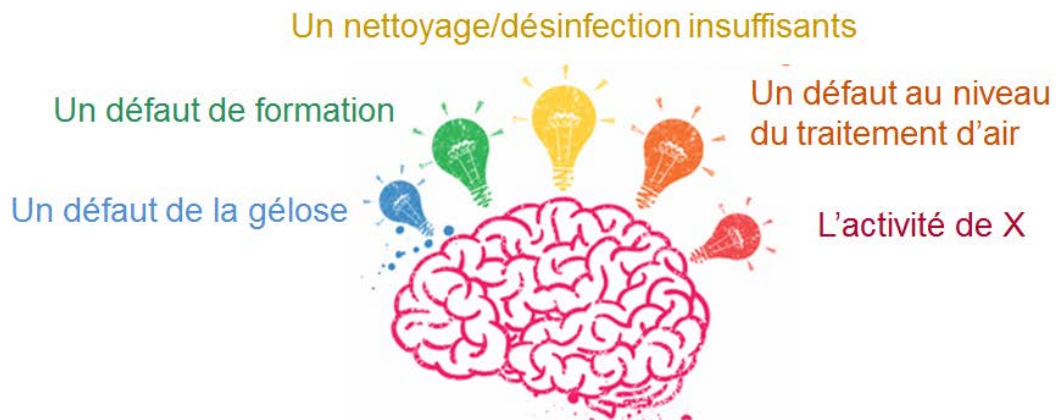 Un nettoyage/désinfection insuffisants
Un défaut de formation
Un défaut au niveau
du traitement d'air
Un défaut de la gélose
L'activité de X